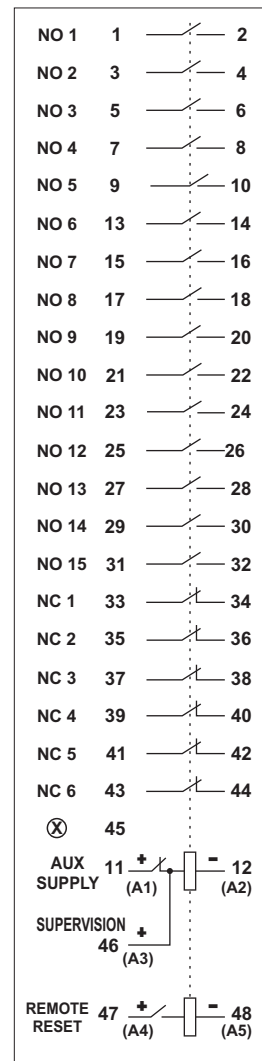 NO 1 1 2
NO 2 3 4
NO 3 5 6
NO 4 7 8
NO 5 9 10
NO 6 13 14
NO 7 15 16
NO 8 17 18
NO 9 19 20
NO 10 21 22
NO 11 23 24
NO 12 25 26
NO 13 27 28
NO 14 29 30
NO 15 31 32
NC 1 33 34
NC 2 35 36
NC 3 37 38
NC 4 39 40
NC 5 41 42
NC 6 43 44
Ⓧ 45
AUX 11 + - 12
SUPPLY (A1) (A2)
SUPERVISION +
46 (A3)
REMOTE 47 + - 48
RESET (A4) (A5)